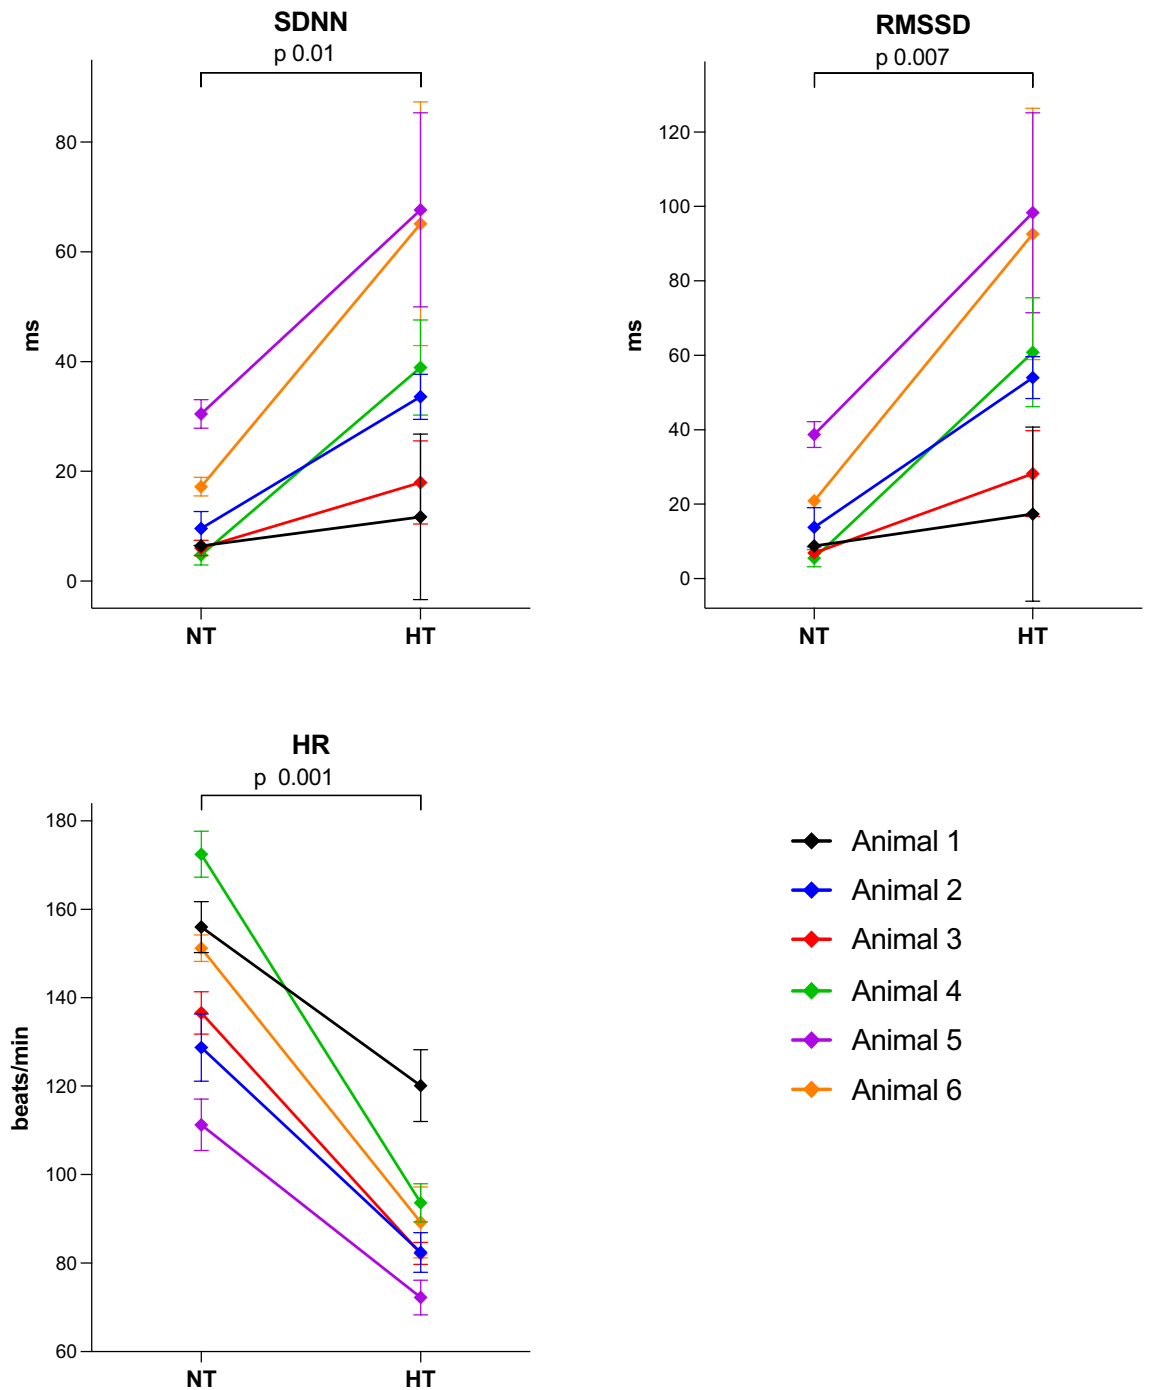 SDNN
p 0.01
80
60
40
20
0
ms
NT
HT
RMSSD
p 0.007
120
100
80
60
40
20
0
ms
NT
HT
HR
p 0.001
180
160
140
120
100
80
60
beats/min
NT
HT
Animal 1
Animal 2
Animal 3
Animal 4
Animal 5
Animal 6